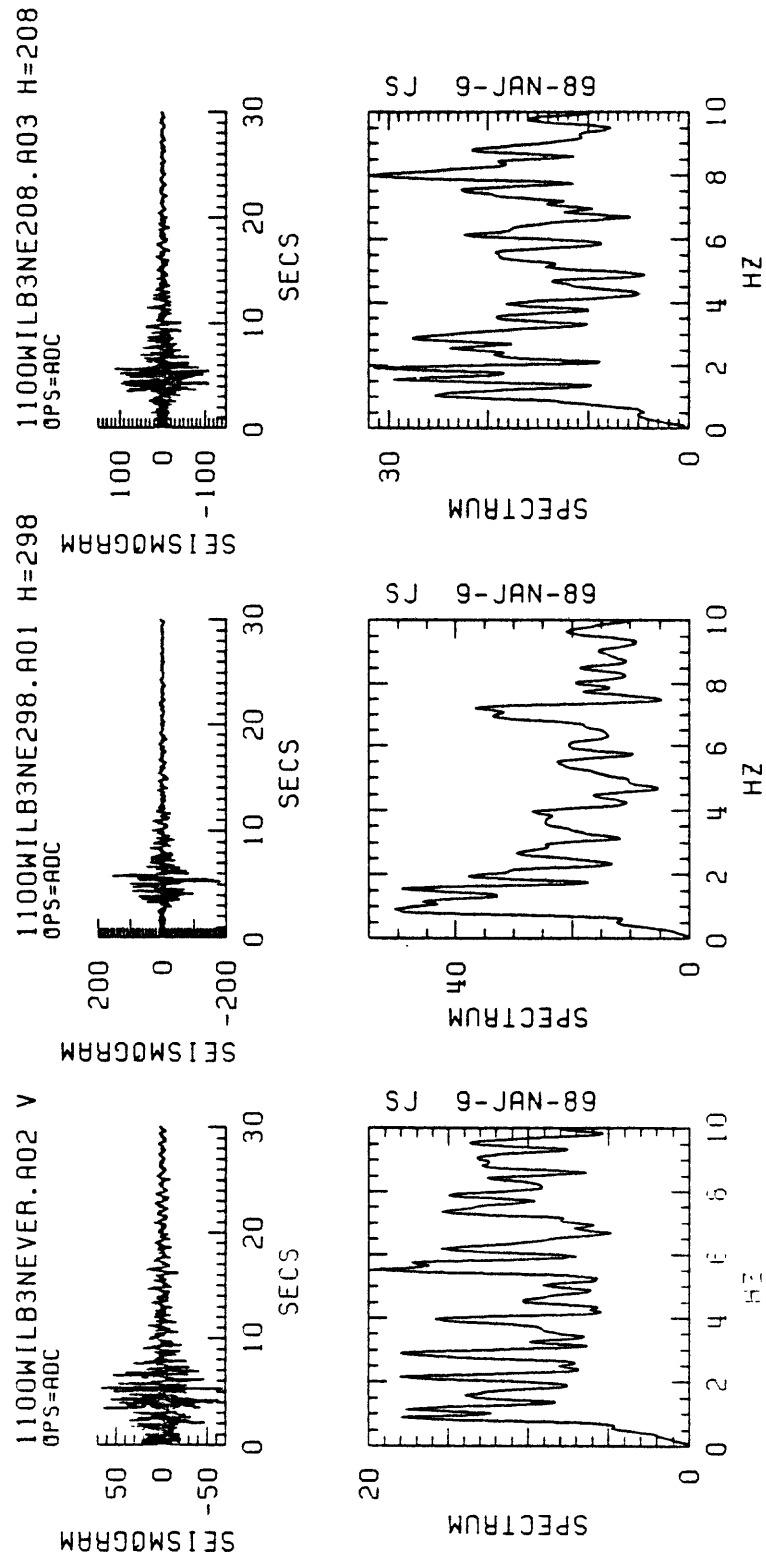 1100WILB3NEVER.A02 V
OPS=ADC
SEISMOGRAM
50
0
-50
0
10
20
30
SECS
SPECTRUM
20
0
0
2
4
10
SJ 9-JAN-89
1100WILB3NE298.A01 H=298
OPS=ADC
SEISMOGRAM
200
0
-200
0
10
20
30
SECS
SPECTRUM
40
0
0
2
4
6
8
10
HZ
SJ 9-JAN-89
1100WILB3NE208.A03 H=208
OPS=ADC
SEISMOGRAM
100
0
-100
0
10
20
30
SECS
SPECTRUM
30
0
0
2
4
6
8
10
HZ
SJ 9-JAN-89